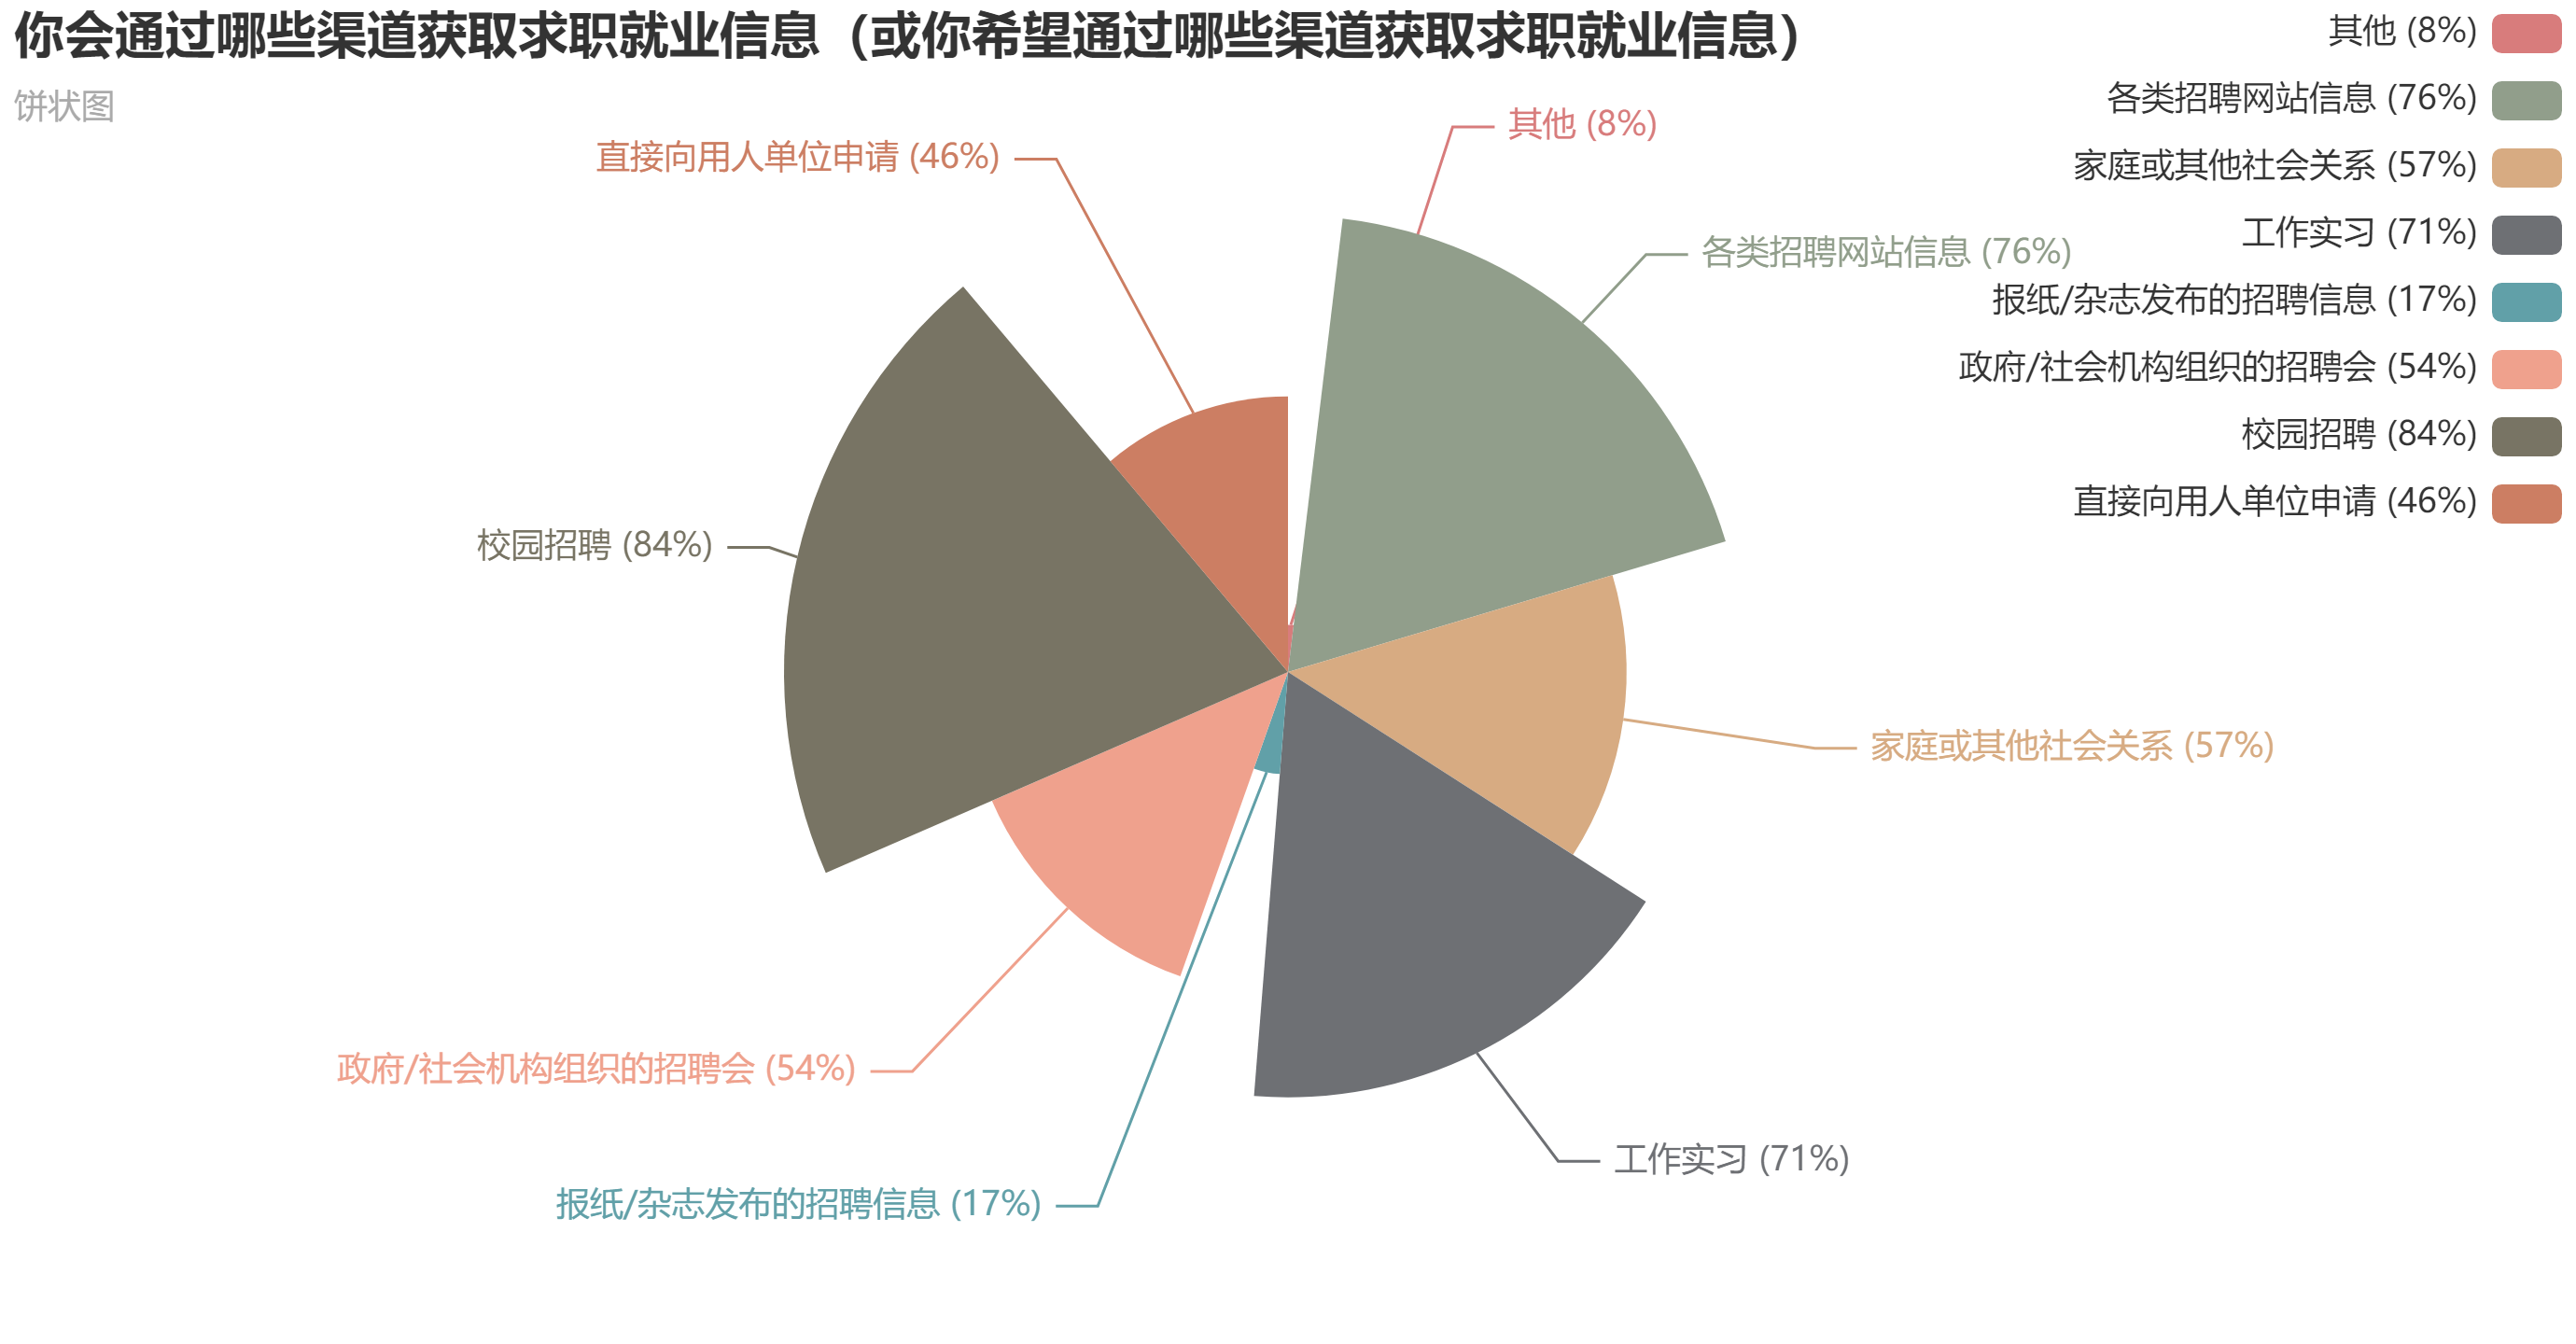 你会通过哪些渠道获取求职就业信息（或你希望通过哪些渠道获取求职就业信息）
饼状图
其他 (8%)
各类招聘网站信息 (76%)
家庭或其他社会关系 (57%)
工作实习 (71%)
报纸/杂志发布的招聘信息 (17%)
政府/社会机构组织的招聘会 (54%)
校园招聘 (84%)
直接向用人单位申请 (46%)
其他 (8%)
直接向用人单位申请 (46%)
各类招聘网站信息 (76%)
校园招聘 (84%)
家庭或其他社会关系 (57%)
政府/社会机构组织的招聘会 (54%)
工作实习 (71%)
报纸/杂志发布的招聘信息 (17%)